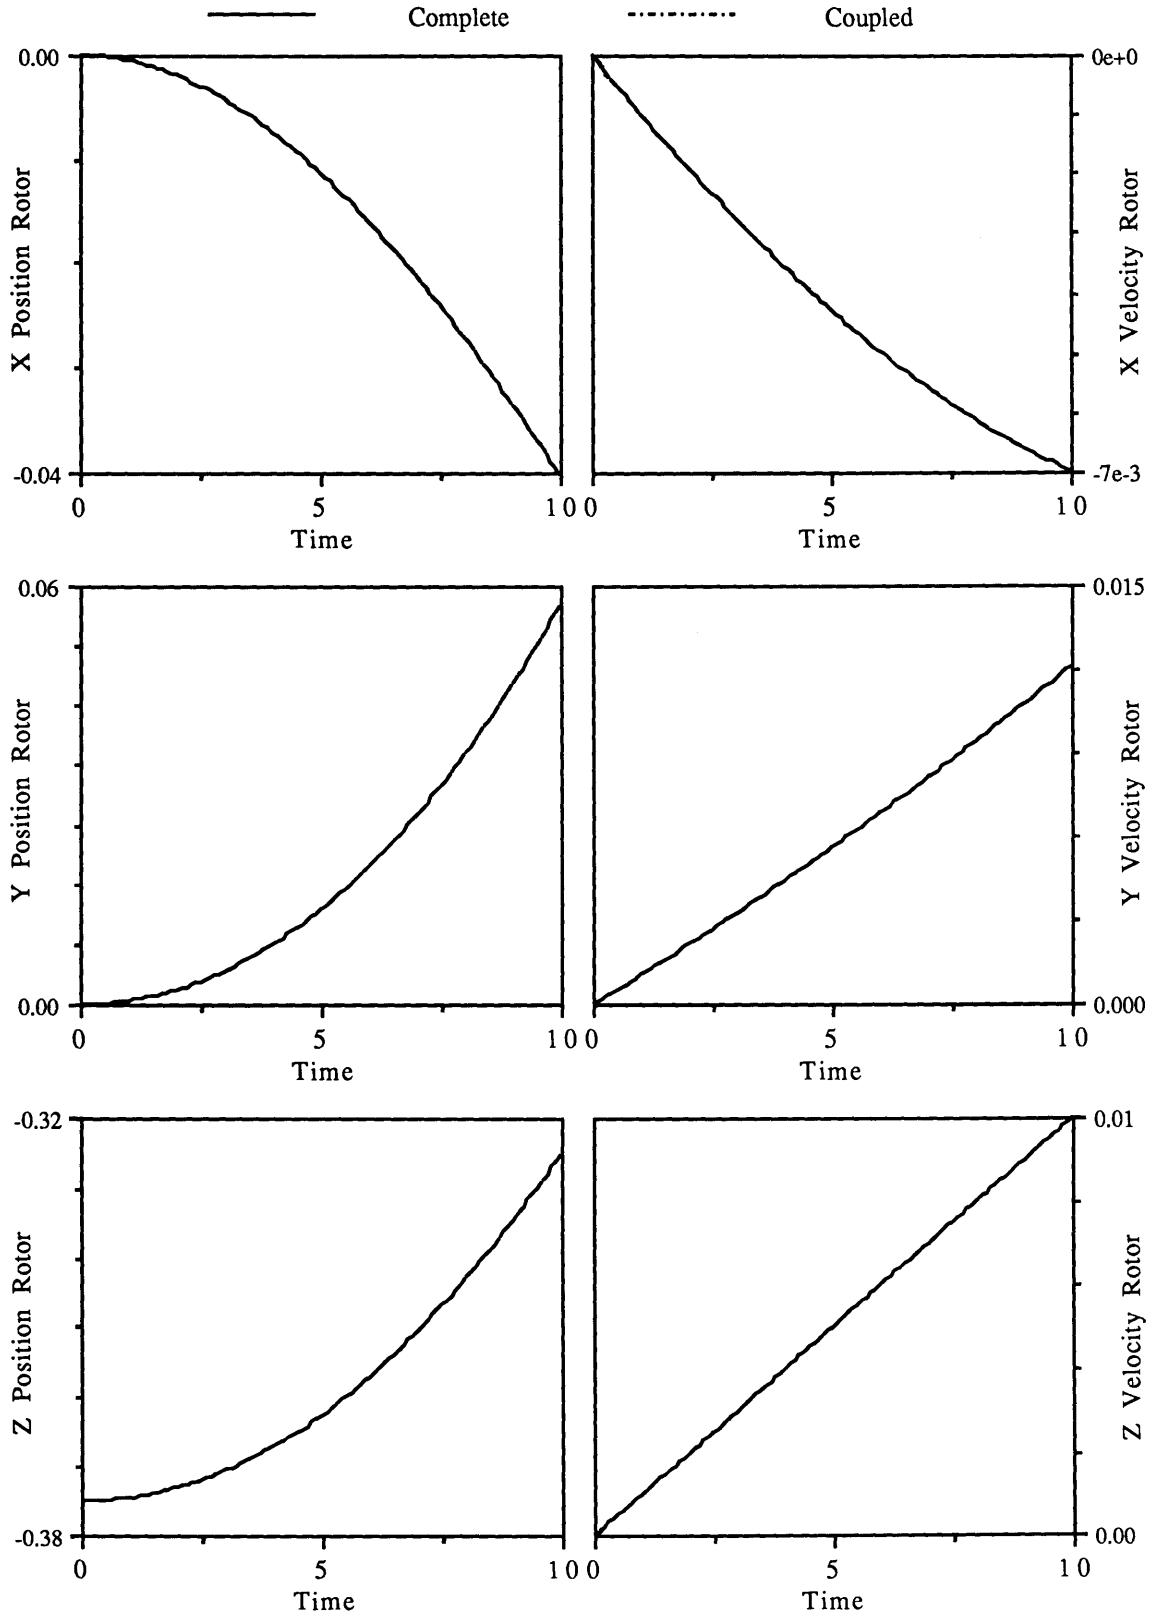 Complete Coupled
0.00 0e+0
X Position Rotor X Velocity Rotor
-0.04 -7e-3
0 5 10 0 5 10
Time Time
0.06 0.015
Y Position Rotor Y Velocity Rotor
0.00 0.000
0 5 10 0 5 10
Time Time
-0.32 0.01
Z Position Rotor Z Velocity Rotor
-0.38 0.00
0 5 10 0 5 10
Time Time